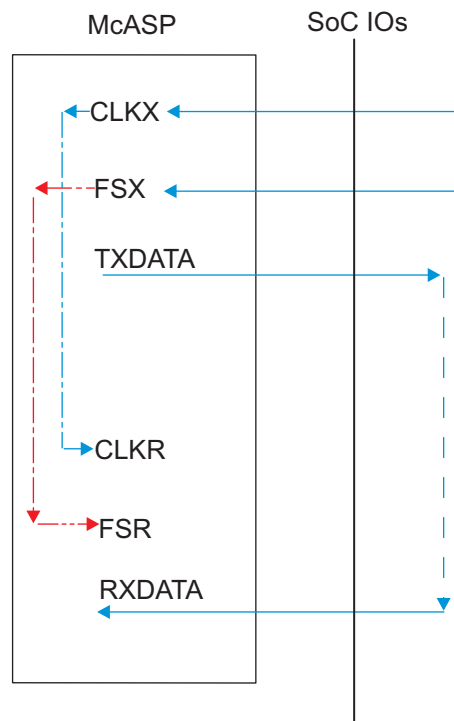 McASP
SoC IOs
CLKX
FSX
TXDATA
CLKR
FSR
RXDATA